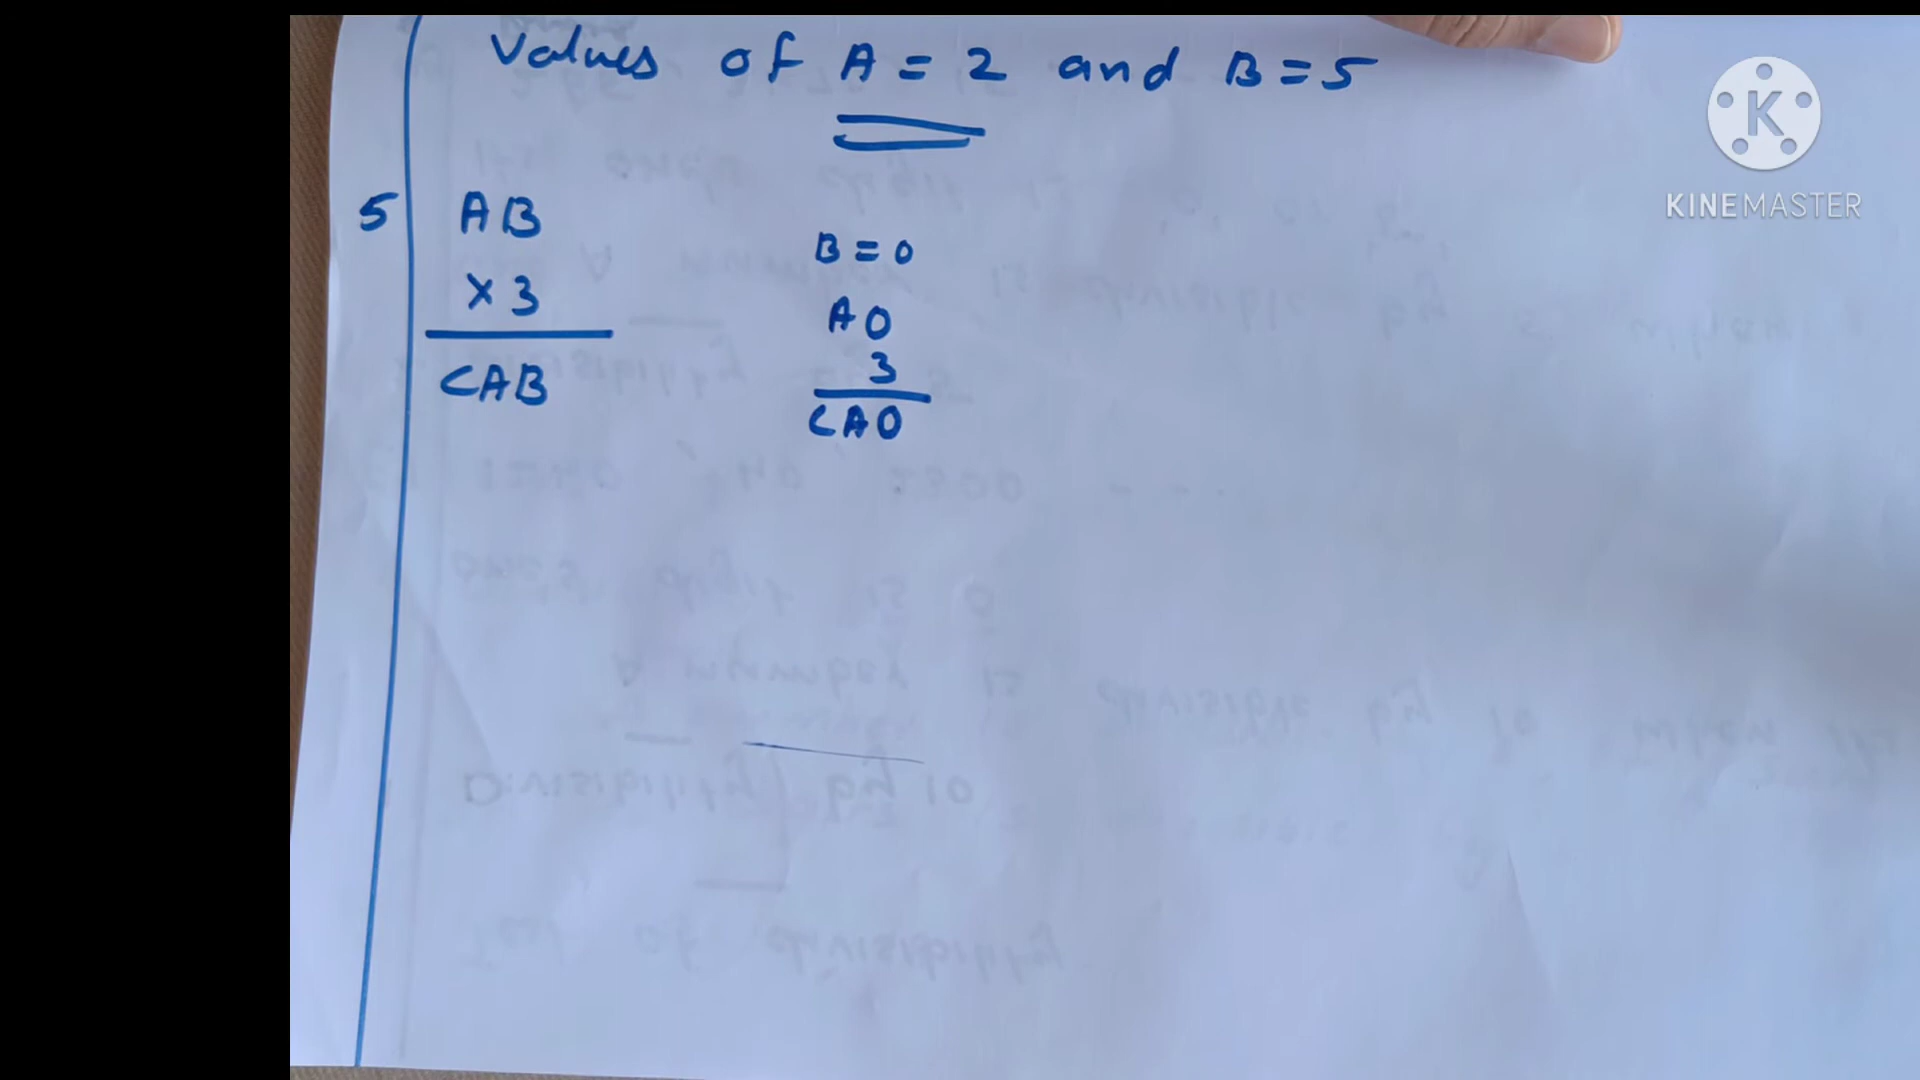 Values of A = 2 and B = 5
5 AB
× 3
CAB
B = 0
A0
3
CA0
K
KINEMASTER